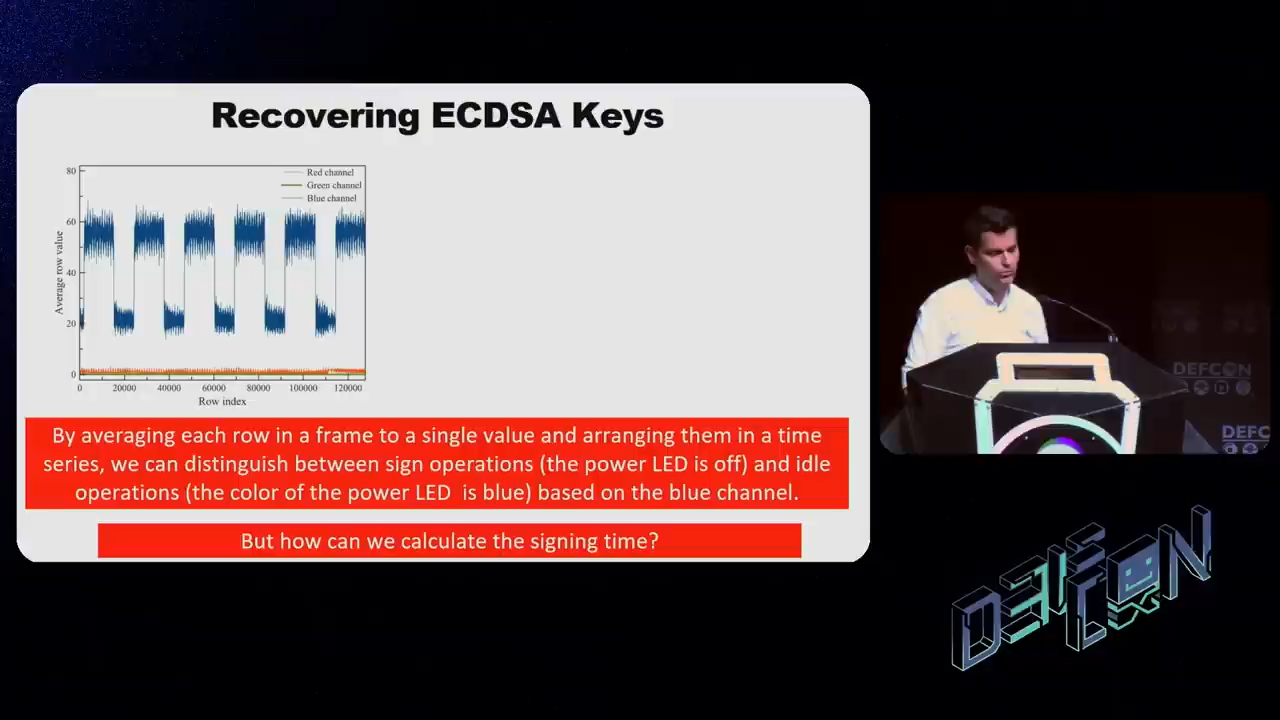 Recovering ECDSA Keys
80
60
40
20
0
Average row value
Red channel
Green channel
Blue channel
0 20000 40000 60000 80000 100000 120000
Row index
By averaging each row in a frame to a single value and arranging them in a time
series, we can distinguish between sign operations (the power LED is off) and idle
operations (the color of the power LED is blue) based on the blue channel.
But how can we calculate the signing time?
DEFCON
DEFC
DEFCON